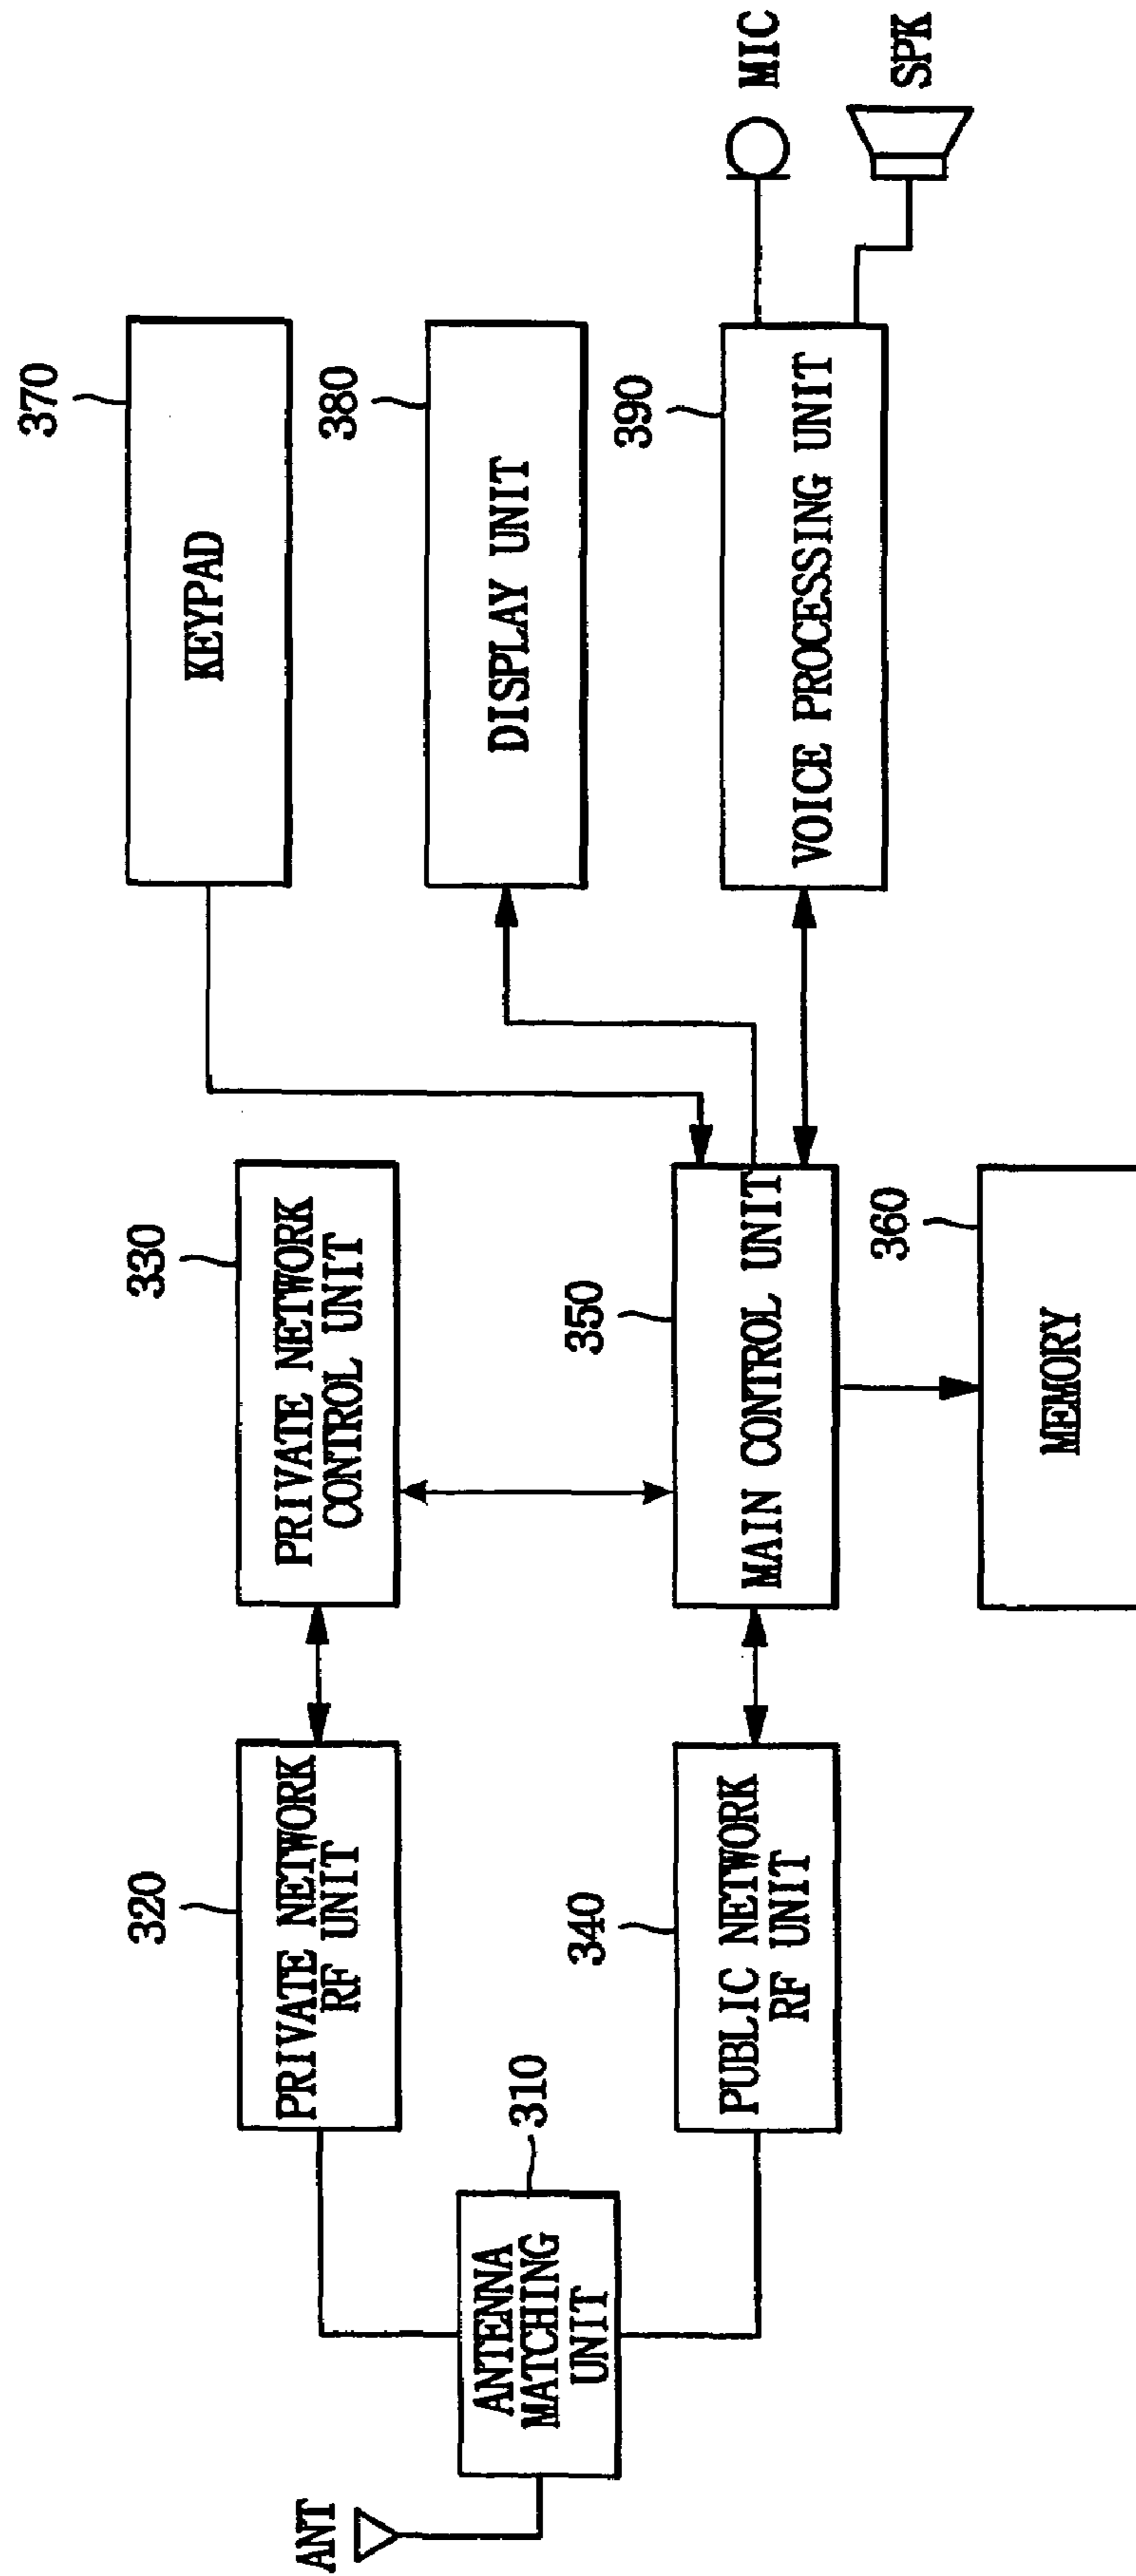 ANT
ANTENNA
MATCHING
UNIT
310
320
PRIVATE NETWORK
RF UNIT
330
PRIVATE NETWORK
CONTROL UNIT
340
PUBLIC NETWORK
RF UNIT
350
MAIN CONTROL UNIT
360
MEMORY
370
KEYPAD
380
DISPLAY UNIT
390
VOICE PROCESSING UNIT
MIC
SPK